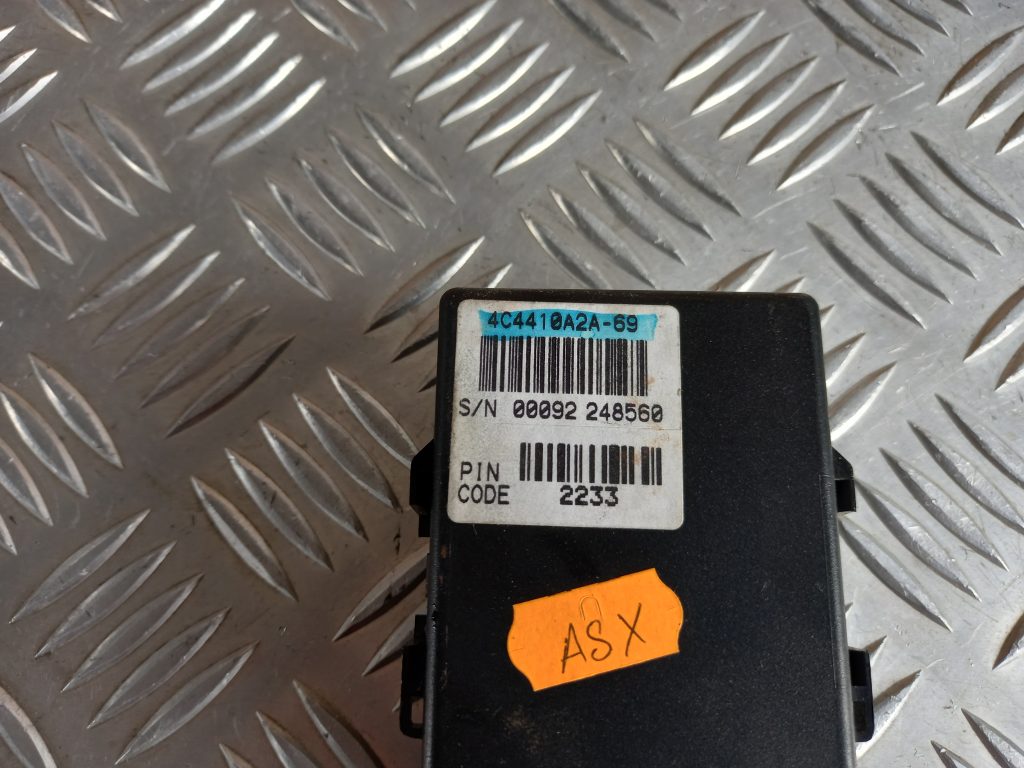 4C4410A2A-69
S/N 00092 248560
PIN
CODE 2233
ASX